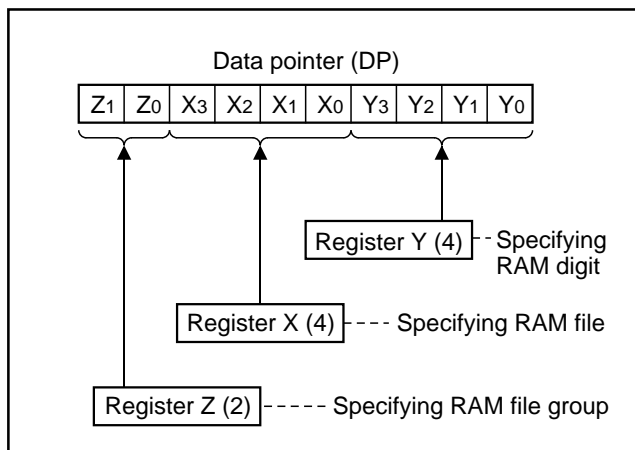 Data pointer (DP)
Z1 Z0 X3 X2 X1 X0 Y3 Y2 Y1 Y0
Register Y (4) Specifying
RAM digit
Register X (4) Specifying RAM file
Register Z (2) Specifying RAM file group